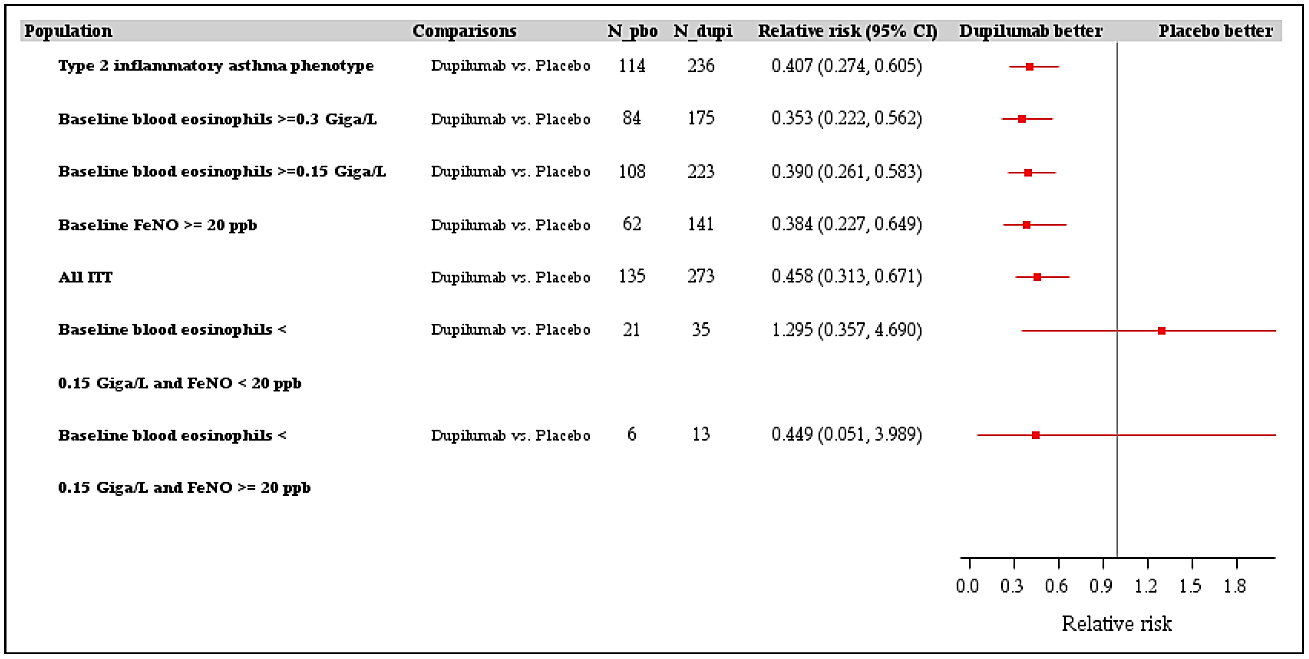 Population Comparisons N_pbo N_dupi Relative risk (95% CI) Dupilumab better Placebo better
Type 2 inflammatory asthma phenotype Dupilumab vs. Placebo 114 236 0.407 (0.274, 0.605)
Baseline blood eosinophils >=0.3 Giga/L Dupilumab vs. Placebo 84 175 0.353 (0.222, 0.562)
Baseline blood eosinophils >=0.15 Giga/L Dupilumab vs. Placebo 108 223 0.390 (0.261, 0.583)
Baseline FeNO >= 20 ppb Dupilumab vs. Placebo 62 141 0.384 (0.227, 0.649)
All ITT Dupilumab vs. Placebo 135 273 0.458 (0.313, 0.671)
Baseline blood eosinophils < Dupilumab vs. Placebo 21 35 1.295 (0.357, 4.690)
0.15 Giga/L and FeNO < 20 ppb
Baseline blood eosinophils < Dupilumab vs. Placebo 6 13 0.449 (0.051, 3.989)
0.15 Giga/L and FeNO >= 20 ppb
0.0 0.3 0.6 0.9 1.2 1.5 1.8
Relative risk